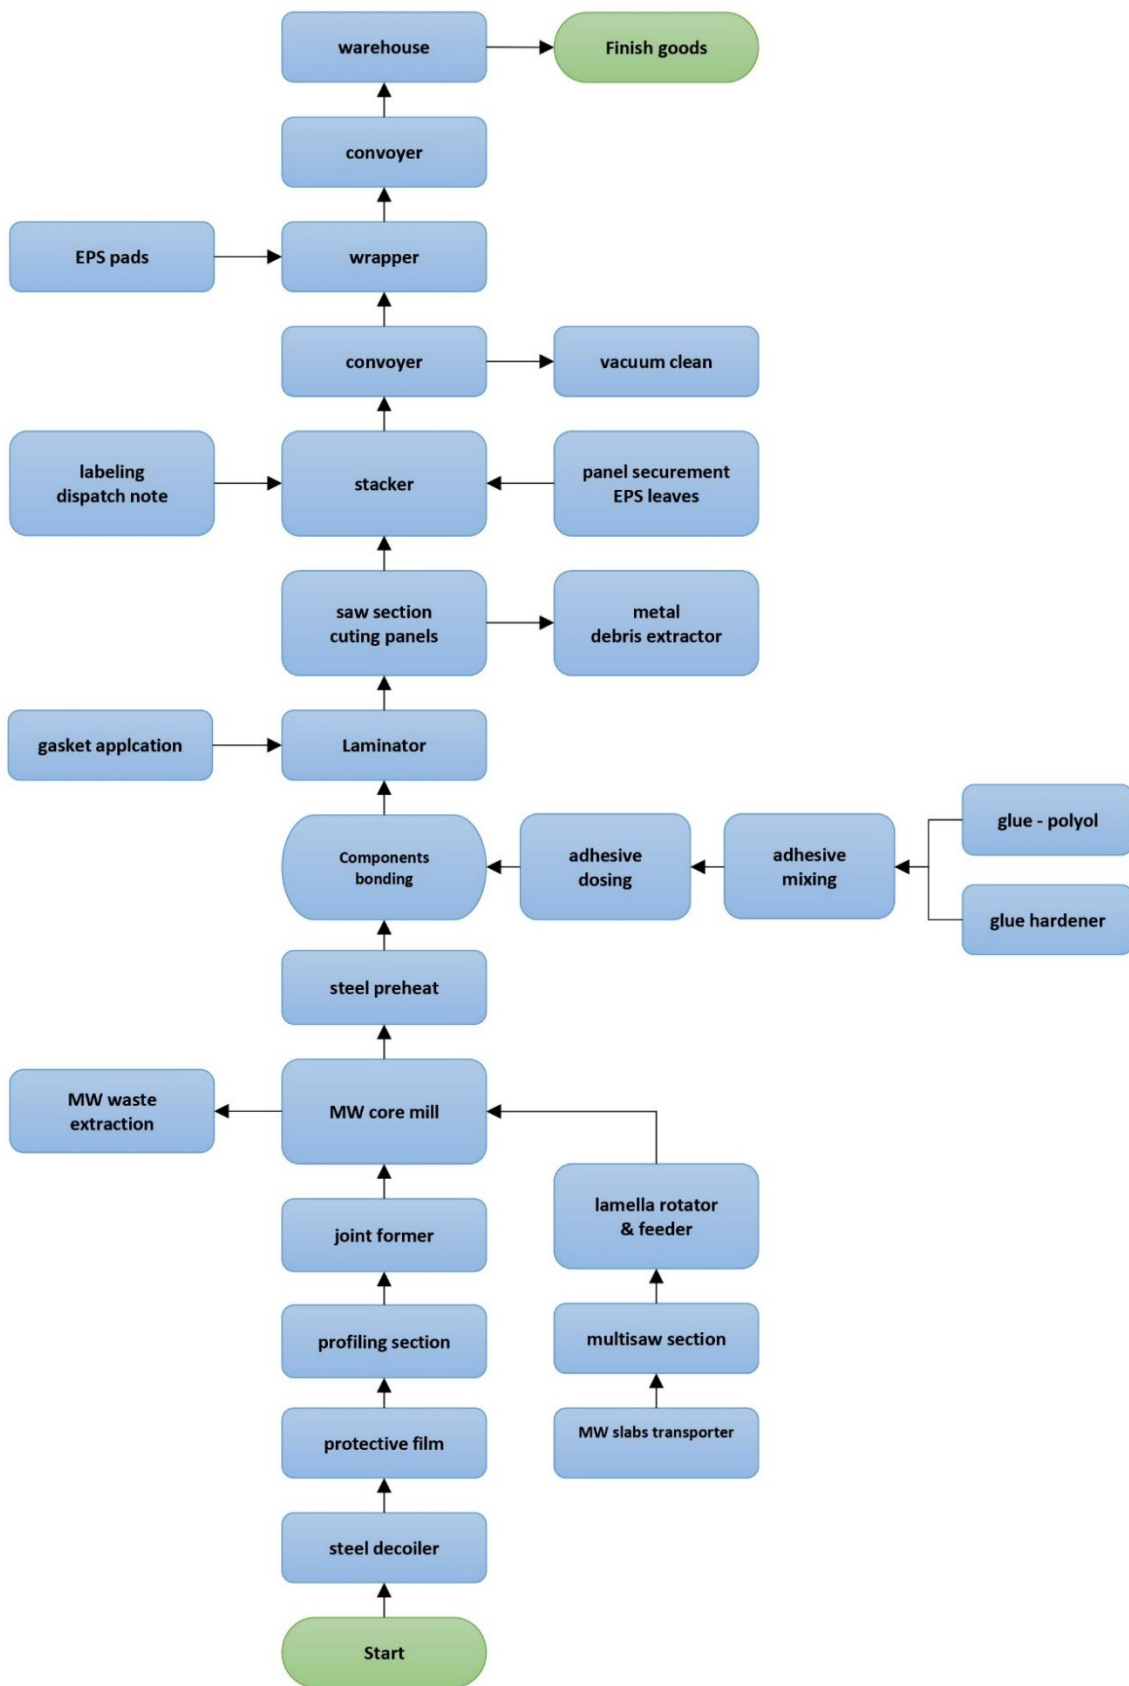 warehouse
Finish goods
convoyer
EPS pads
wrapper
convoyer
vacuum clean
labeling
dispatch note
stacker
panel securement
EPS leaves
saw section
cuting panels
metal
debris extractor
gasket applcation
Laminator
Components
bonding
adhesive
dosing
adhesive
mixing
glue - polyol
glue hardener
steel preheat
MW waste
extraction
MW core mill
lamella rotator
& feeder
joint former
profiling section
multisaw section
protective film
MW slabs transporter
steel decoiler
Start